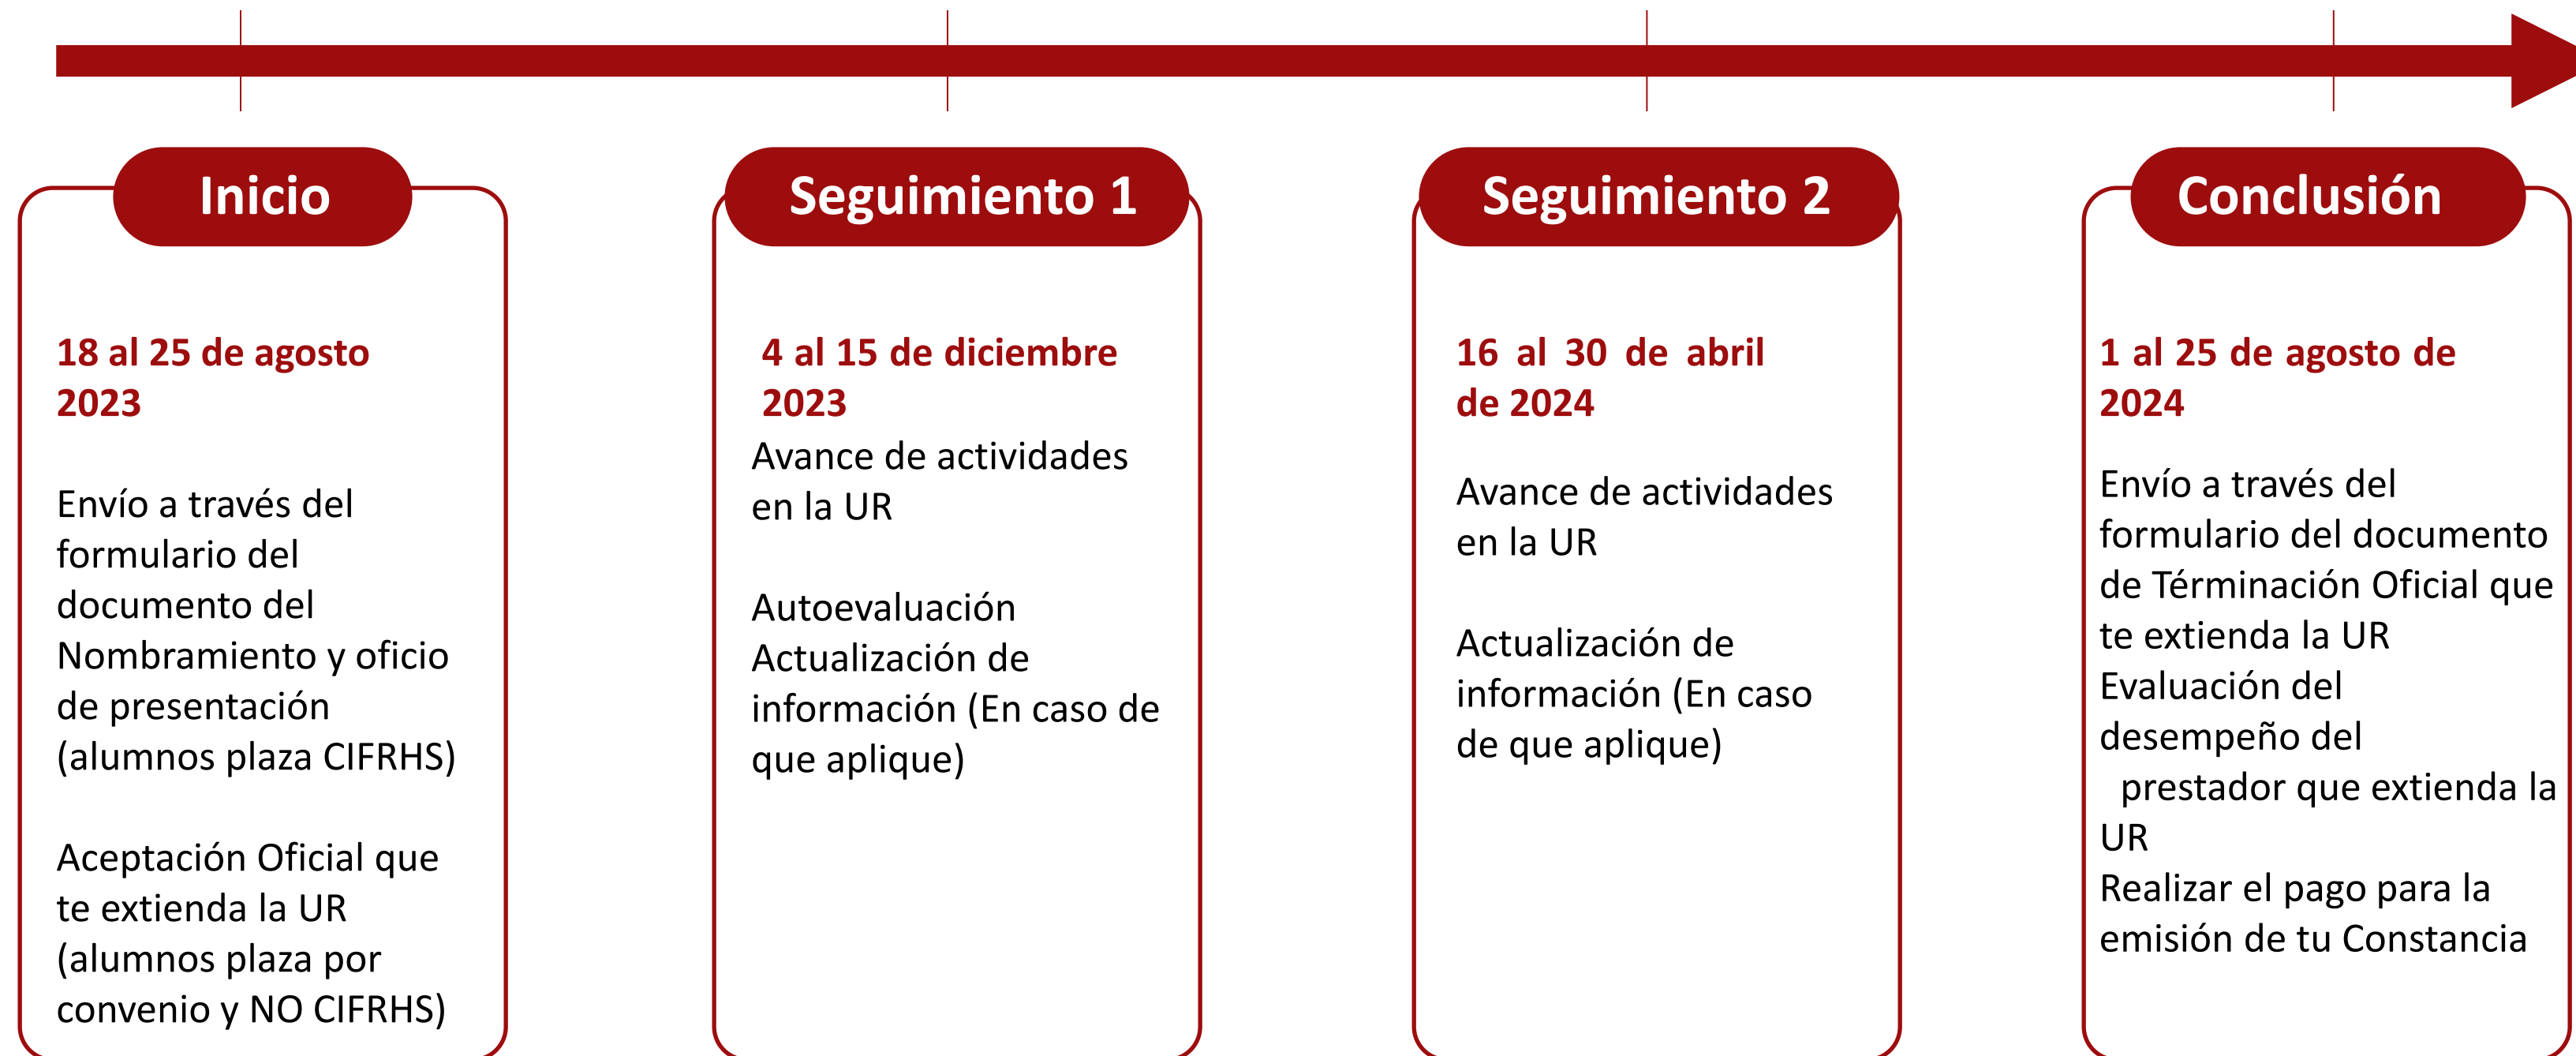 Inicio
18 al 25 de agosto
2023
Envío a través del
formulario del
documento del
Nombramiento y oficio
de presentación
(alumnos plaza CIFRHS)
Aceptación Oficial que
te extienda la UR
(alumnos plaza por
convenio y NO CIFRHS)
Seguimiento 1
4 al 15 de diciembre
2023
Avance de actividades
en la UR
Autoevaluación
Actualización de
información (En caso de
que aplique)
Seguimiento 2
16 al 30 de abril
de 2024
Avance de actividades
en la UR
Actualización de
información (En caso
de que aplique)
Conclusión
1 al 25 de agosto de
2024
Envío a través del
formulario del documento
de Términación Oficial que
te extienda la UR
Evaluación del
desempeño del
prestador que extienda la
UR
Realizar el pago para la
emisión de tu Constancia